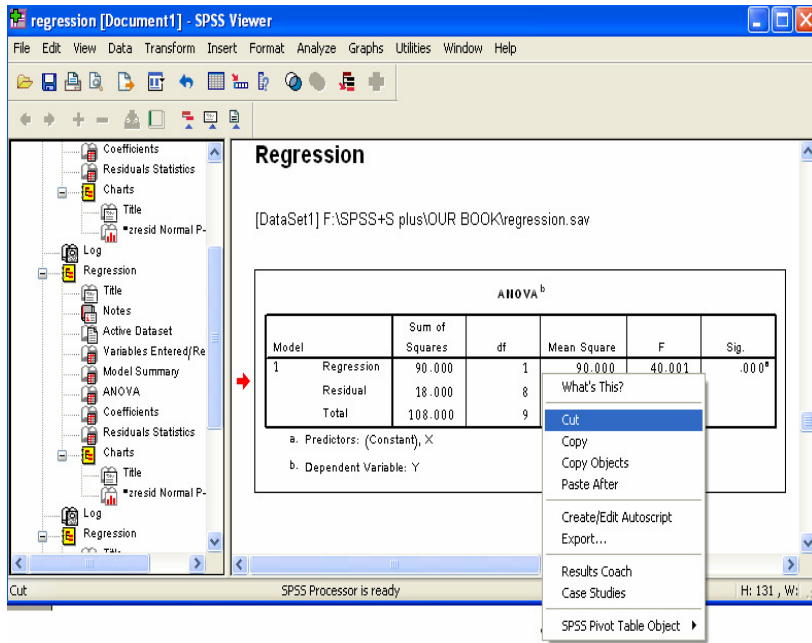 regression [Document1] - SPSS Viewer
File Edit View Data Transform Insert Format Analyze Graphs Utilities Window Help
Coefficients
Residuals Statistics
Charts
Title
*zresid Normal P-
Log
Regression
Title
Notes
Active Dataset
Variables Entered/Re
Model Summary
ANOVA
Coefficients
Residuals Statistics
Charts
Title
*zresid Normal P-
Log
Regression
Regression
[DataSet1] F:\SPSS+S plus\OUR BOOK\regression.sav
ANOVA b
Model Sum of Squares df Mean Square F Sig.
1 Regression 90.000 1 90.000 40.001 .000a
Residual 18.000 8
Total 108.000 9
a. Predictors: (Constant), X
b. Dependent Variable: Y
What's This?
Cut
Copy
Copy Objects
Paste After
Create/Edit Autoscript
Export...
Results Coach
Case Studies
SPSS Pivot Table Object
Cut SPSS Processor is ready H: 131 , W: